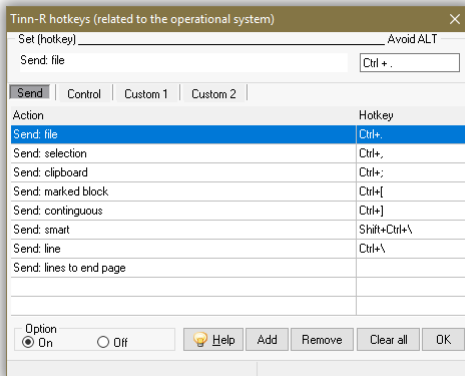 Tinn-R hotkeys (related to the operational system)
Set (hotkey) Avoid ALT
Send: file Ctrl + .
Send Control Custom 1 Custom 2
Action Hotkey
Send: file Ctrl+.
Send: selection Ctrl+,
Send: clipboard Ctrl+;
Send: marked block Ctrl+[
Send: continguous Ctrl+]
Send: smart Shift+Ctrl+\
Send: line Ctrl+\
Send: lines to end page
Option
On Off Help Add Remove Clear all OK